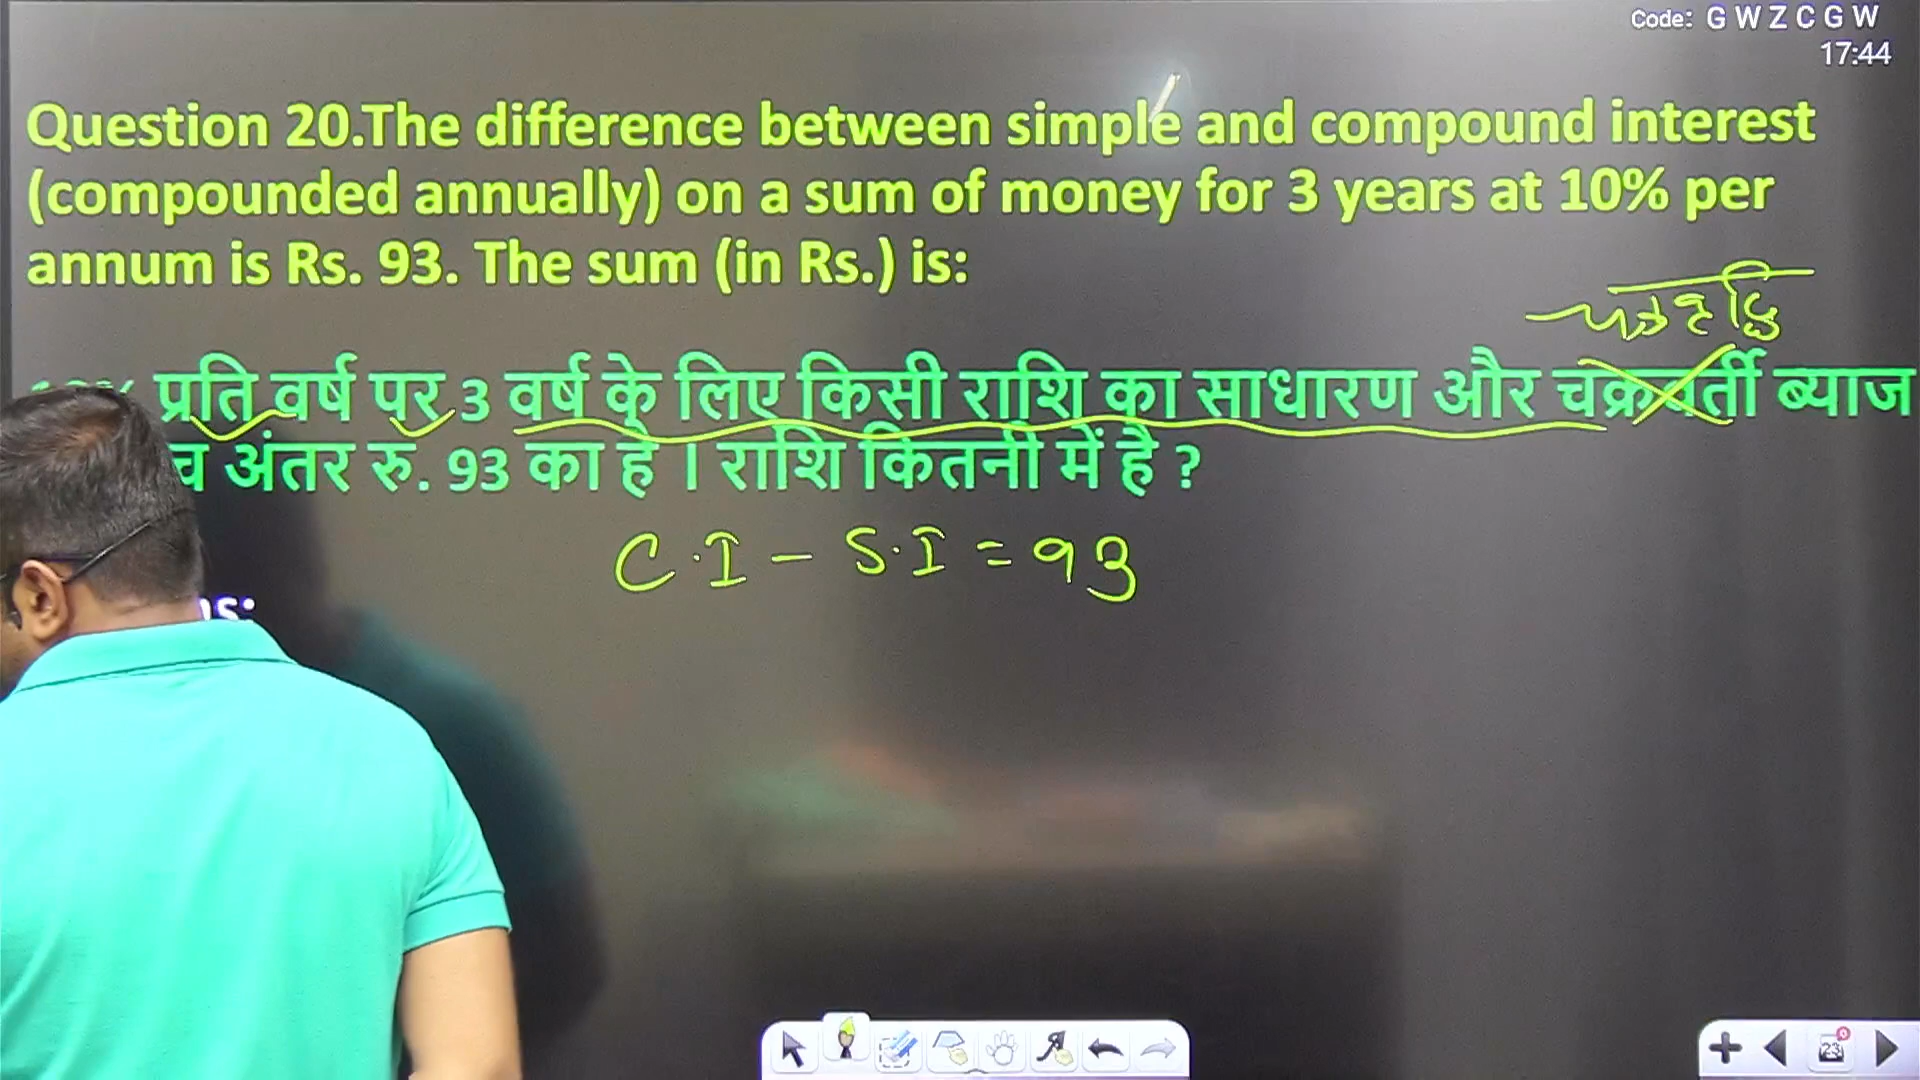 Code: G W Z C G W
17:44
Question 20.The difference between simple and compound interest
(compounded annually) on a sum of money for 3 years at 10% per
annum is Rs. 93. The sum (in Rs.) is:
प्रति वर्ष पर 3 वर्ष के लिए किसी राशि का साधारण और चक्रवर्ती ब्याज
अंतर रु. 93 का है । राशि कितनी में है ?
C.I - S.I = 93
23